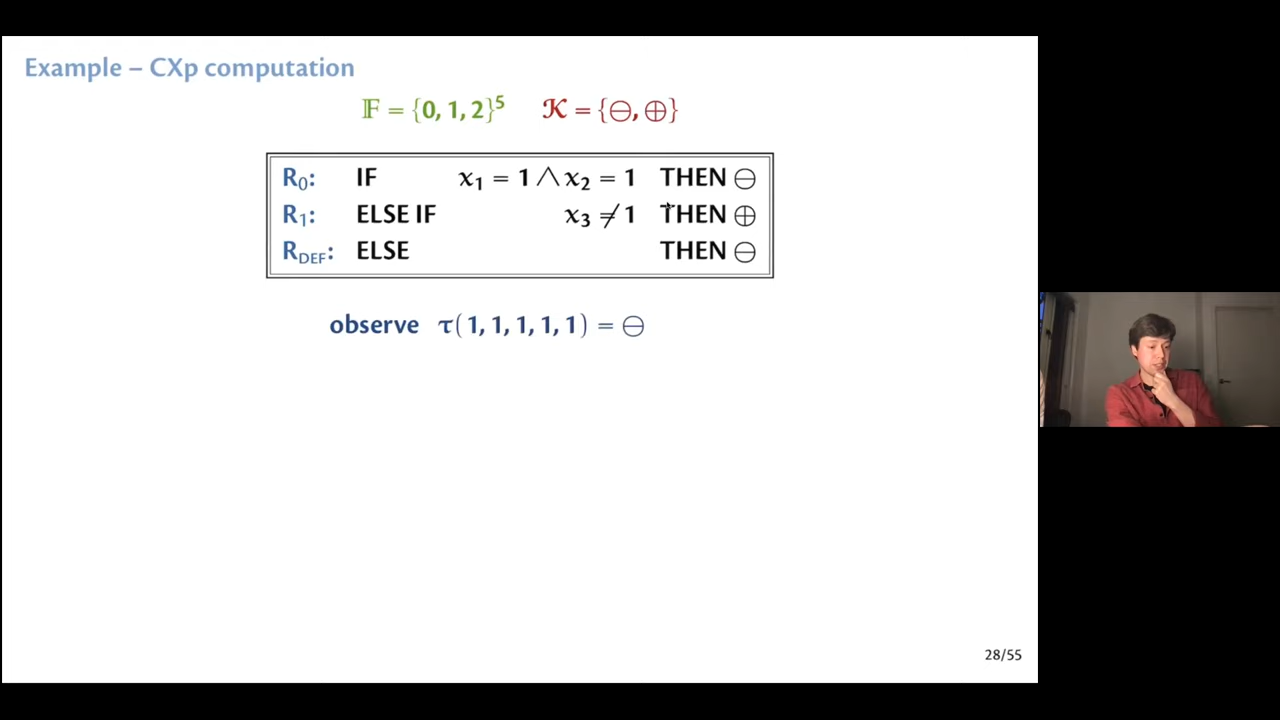 Example – CXp computation
𝔽 = {0, 1, 2}⁵ 𝒦 = {⊖, ⊕}
R₀: IF x₁ = 1 ∧ x₂ = 1 THEN ⊖
R₁: ELSE IF x₃ ≠ 1 THEN ⊕
R_DEF: ELSE THEN ⊖
observe τ(1, 1, 1, 1, 1) = ⊖
28/55